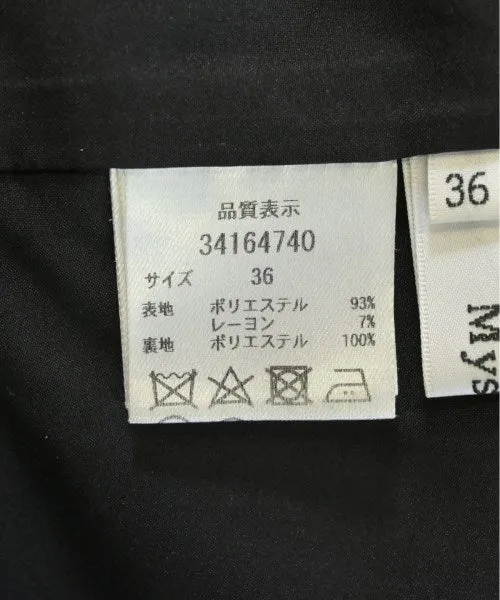 品質表示
34164740
サイズ 36
表地 ポリエステル 93%
レーヨン 7%
裏地 ポリエステル 100%
36
Mys